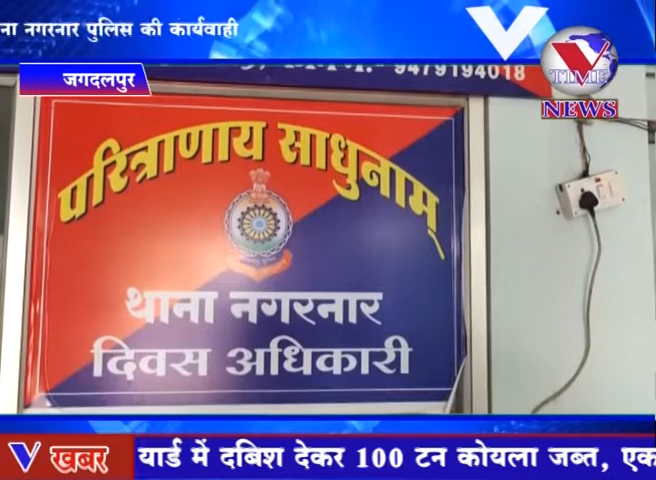 ना नगरनार पुलिस की कार्यवाही
जगदलपुर
9479194018
V
TIME
NEWS
परित्राणाय साधुनाम्
थाना नगरनार
दिवस अधिकारी
V खबर
यार्ड में दबिश देकर 100 टन कोयला जब्त, एक